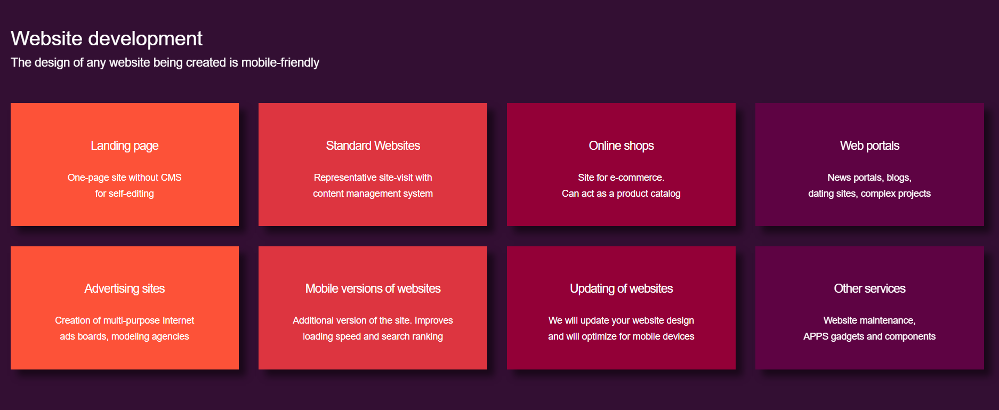 Website development
The design of any website being created is mobile-friendly
Landing page
One-page site without CMS
for self-editing
Standard Websites
Representative site-visit with
content management system
Online shops
Site for e-commerce.
Can act as a product catalog
Web portals
News portals, blogs,
dating sites, complex projects
Advertising sites
Creation of multi-purpose Internet
ads boards, modeling agencies
Mobile versions of websites
Additional version of the site. Improves
loading speed and search ranking
Updating of websites
We will update your website design
and will optimize for mobile devices
Other services
Website maintenance,
APPS gadgets and components